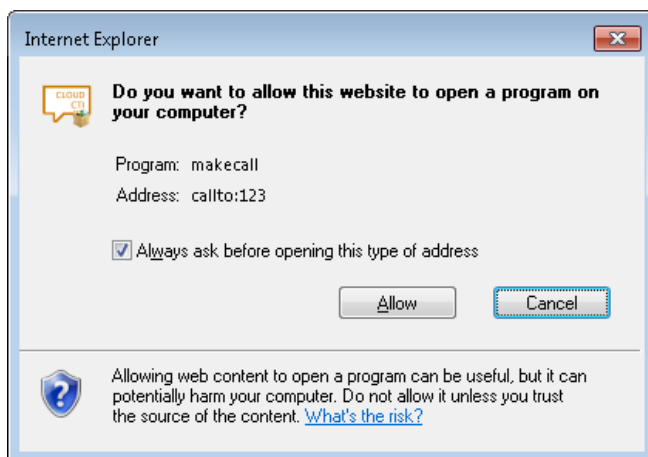 Internet Explorer
CLOUD
CTI
Do you want to allow this website to open a program on
your computer?
Program: makecall
Address: callto:123
Always ask before opening this type of address
Allow
Cancel
Allowing web content to open a program can be useful, but it can
potentially harm your computer. Do not allow it unless you trust
the source of the content. What's the risk?